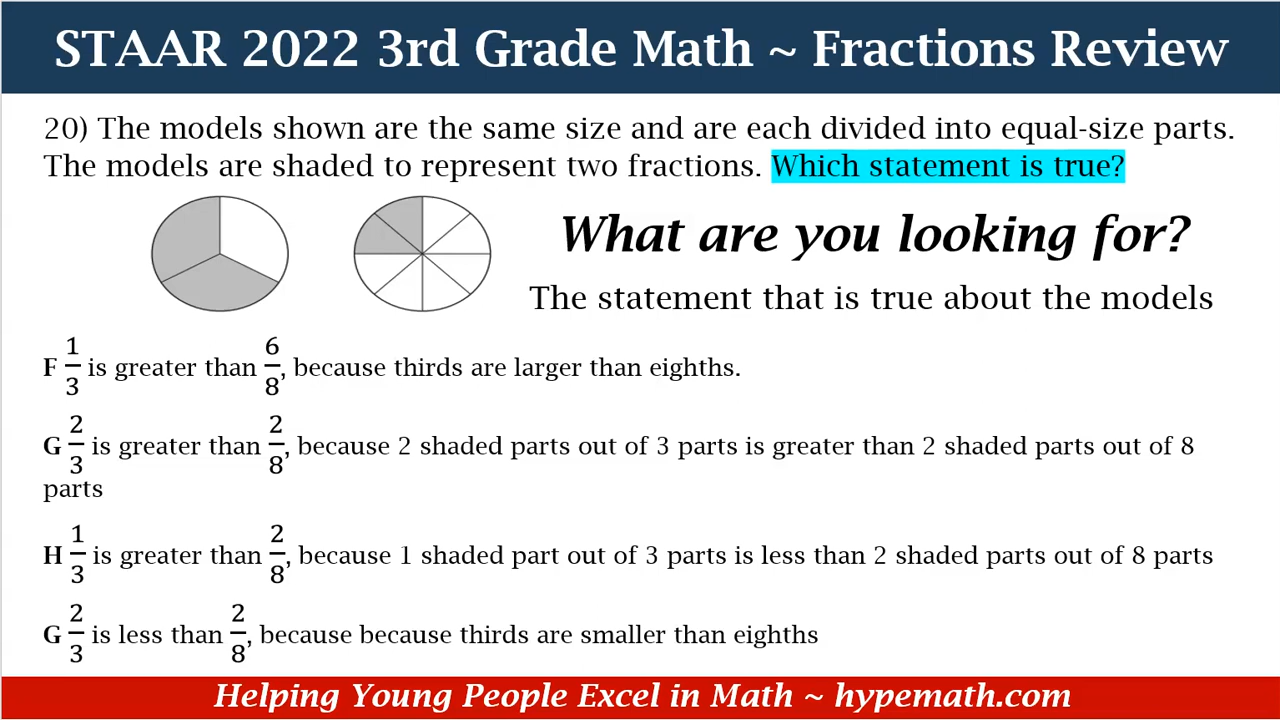 STAAR 2022 3rd Grade Math ~ Fractions Review
20) The models shown are the same size and are each divided into equal-size parts.
The models are shaded to represent two fractions. Which statement is true?
What are you looking for?
The statement that is true about the models
F 1/3 is greater than 6/8, because thirds are larger than eighths.
G 2/3 is greater than 2/8, because 2 shaded parts out of 3 parts is greater than 2 shaded parts out of 8
parts
H 1/3 is greater than 2/8, because 1 shaded part out of 3 parts is less than 2 shaded parts out of 8 parts
G 2/3 is less than 2/8, because because thirds are smaller than eighths
Helping Young People Excel in Math ~ hypemath.com